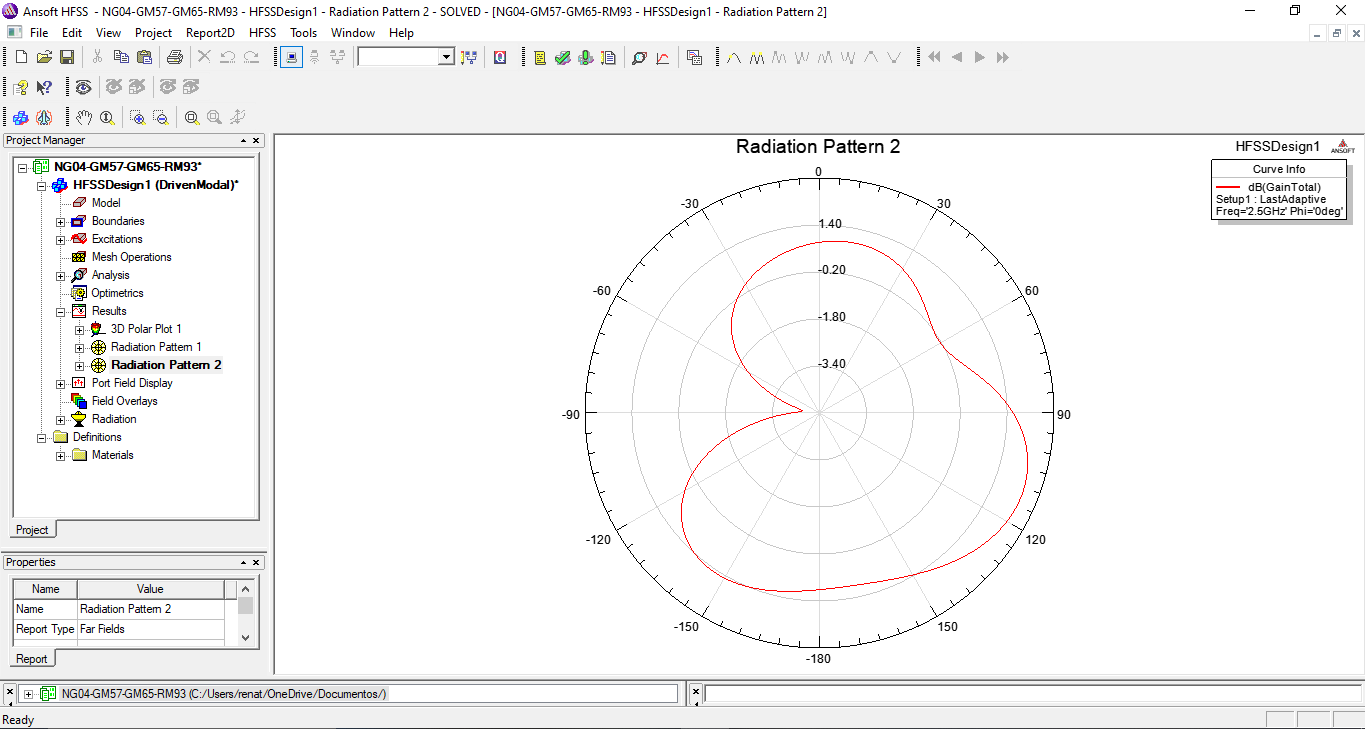 Ansoft HFSS - NG04-GM57-GM65-RM93 - HFSSDesign1 - Radiation Pattern 2 - SOLVED - [NG04-GM57-GM65-RM93 - HFSSDesign1 - Radiation Pattern 2]
File Edit View Project Report2D HFSS Tools Window Help
Project Manager
NG04-GM57-GM65-RM93*
HFSSDesign1 (DrivenModal)*
Model
Boundaries
Excitations
Mesh Operations
Analysis
Optimetrics
Results
3D Polar Plot 1
Radiation Pattern 1
Radiation Pattern 2
Port Field Display
Field Overlays
Radiation
Definitions
Materials
Project
Properties
Name Value
Name Radiation Pattern 2
Report Type Far Fields
Report
Radiation Pattern 2
HFSSDesign1
ANSOFT
Curve Info
dB(GainTotal)
Setup1 : LastAdaptive
Freq='2.5GHz' Phi='0deg'
0
-30 30
1.40
-0.20
-60 60
-1.80
-3.40
-90 90
-120 120
-150 150
-180
NG04-GM57-GM65-RM93 (C:/Users/renat/OneDrive/Documentos/)
Ready